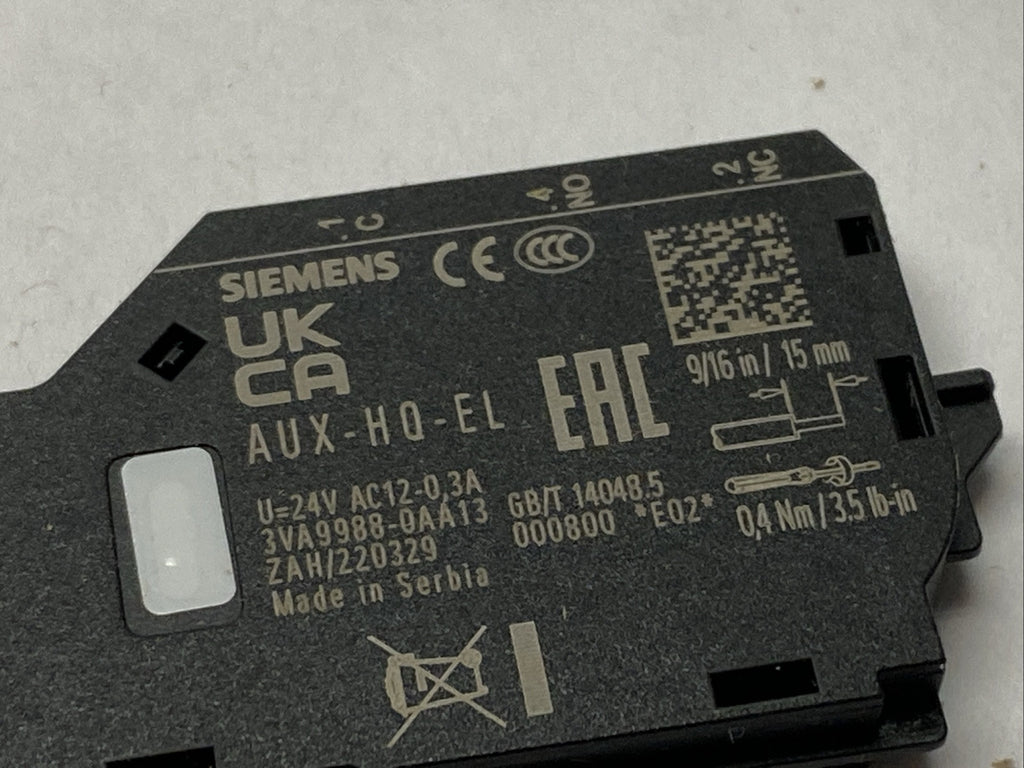 .1 .4 .2
C NO NC
SIEMENS CE CCC
UK
CA
EAC
9/16 in / 15 mm
AUX-HQ-EL
U=24V AC12-0,3A GB/T 14048.5
3VA9988-0AA13 000800 *E02*
0,4 Nm / 3.5 lb-in
ZAH/220329
Made in Serbia